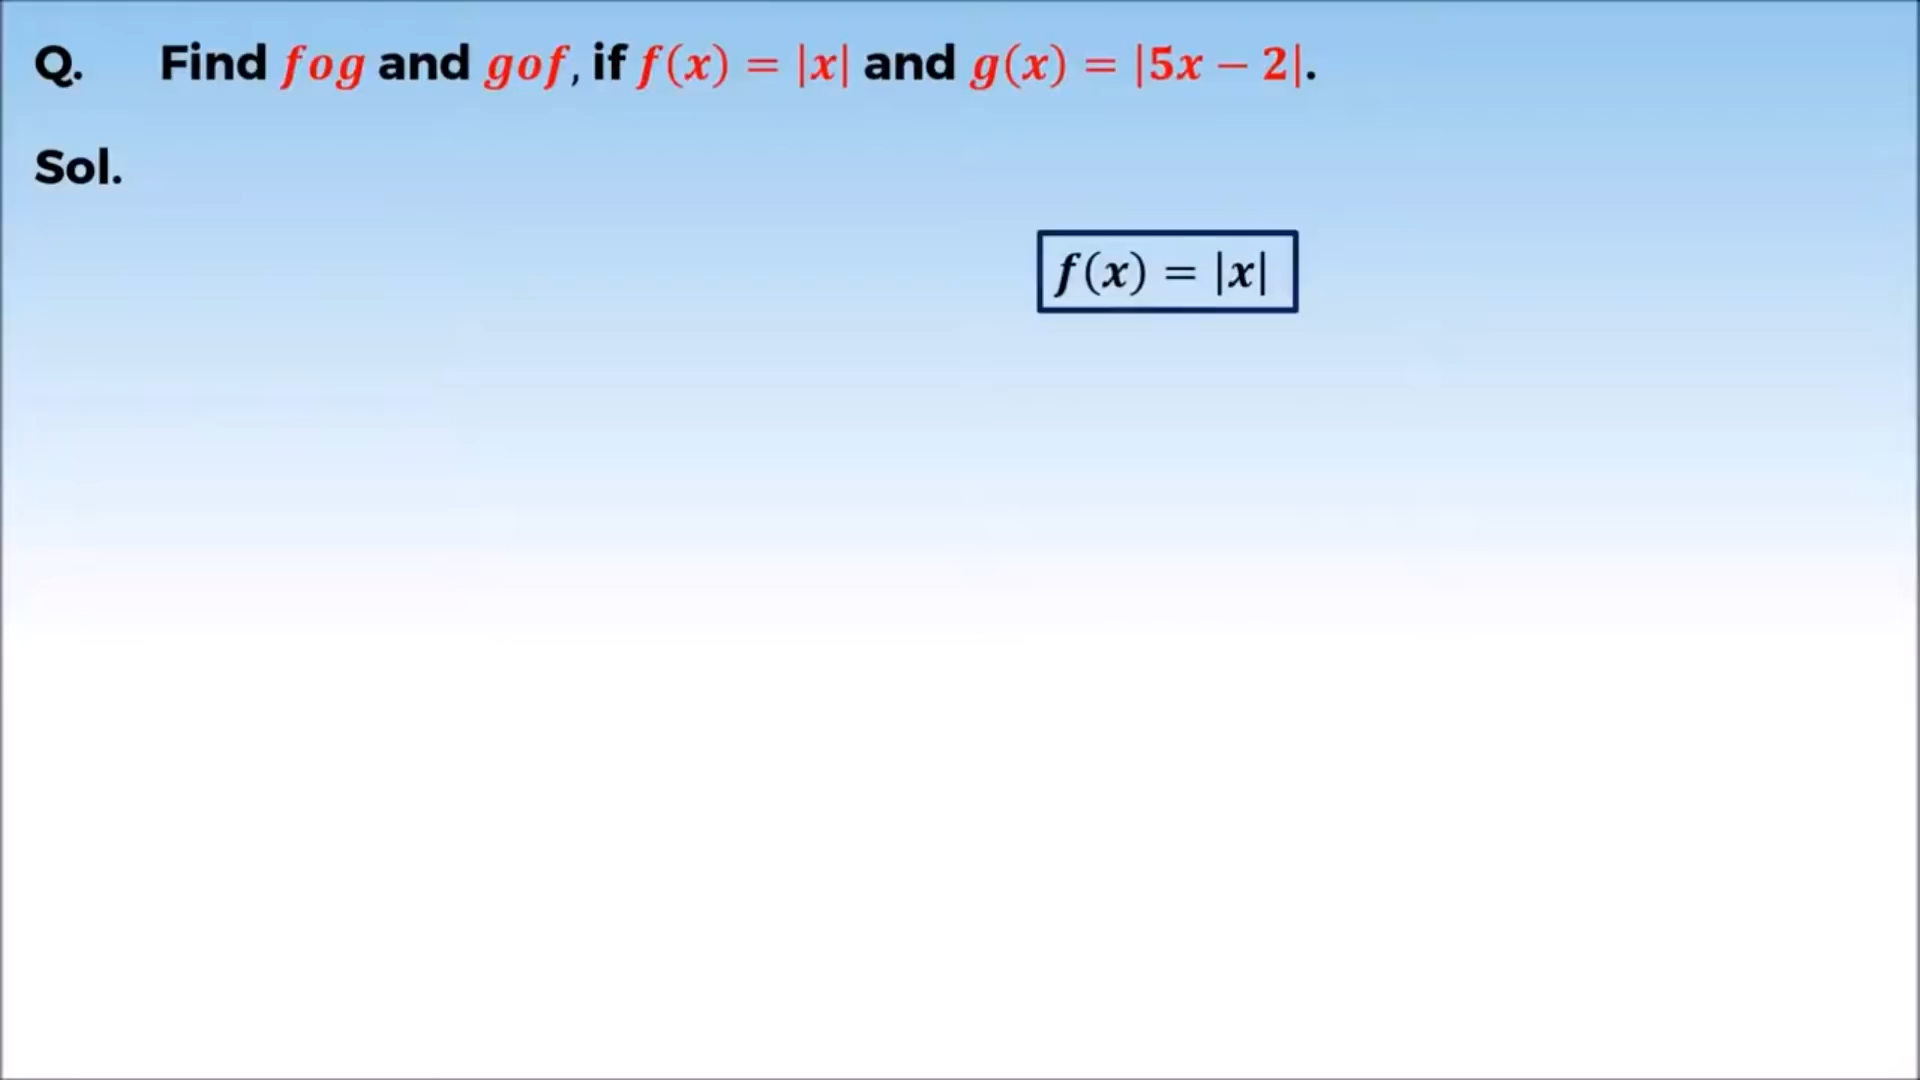 Q. Find fog and gof, if f(x) = |x| and g(x) = |5x − 2|.
Sol.
f(x) = |x|